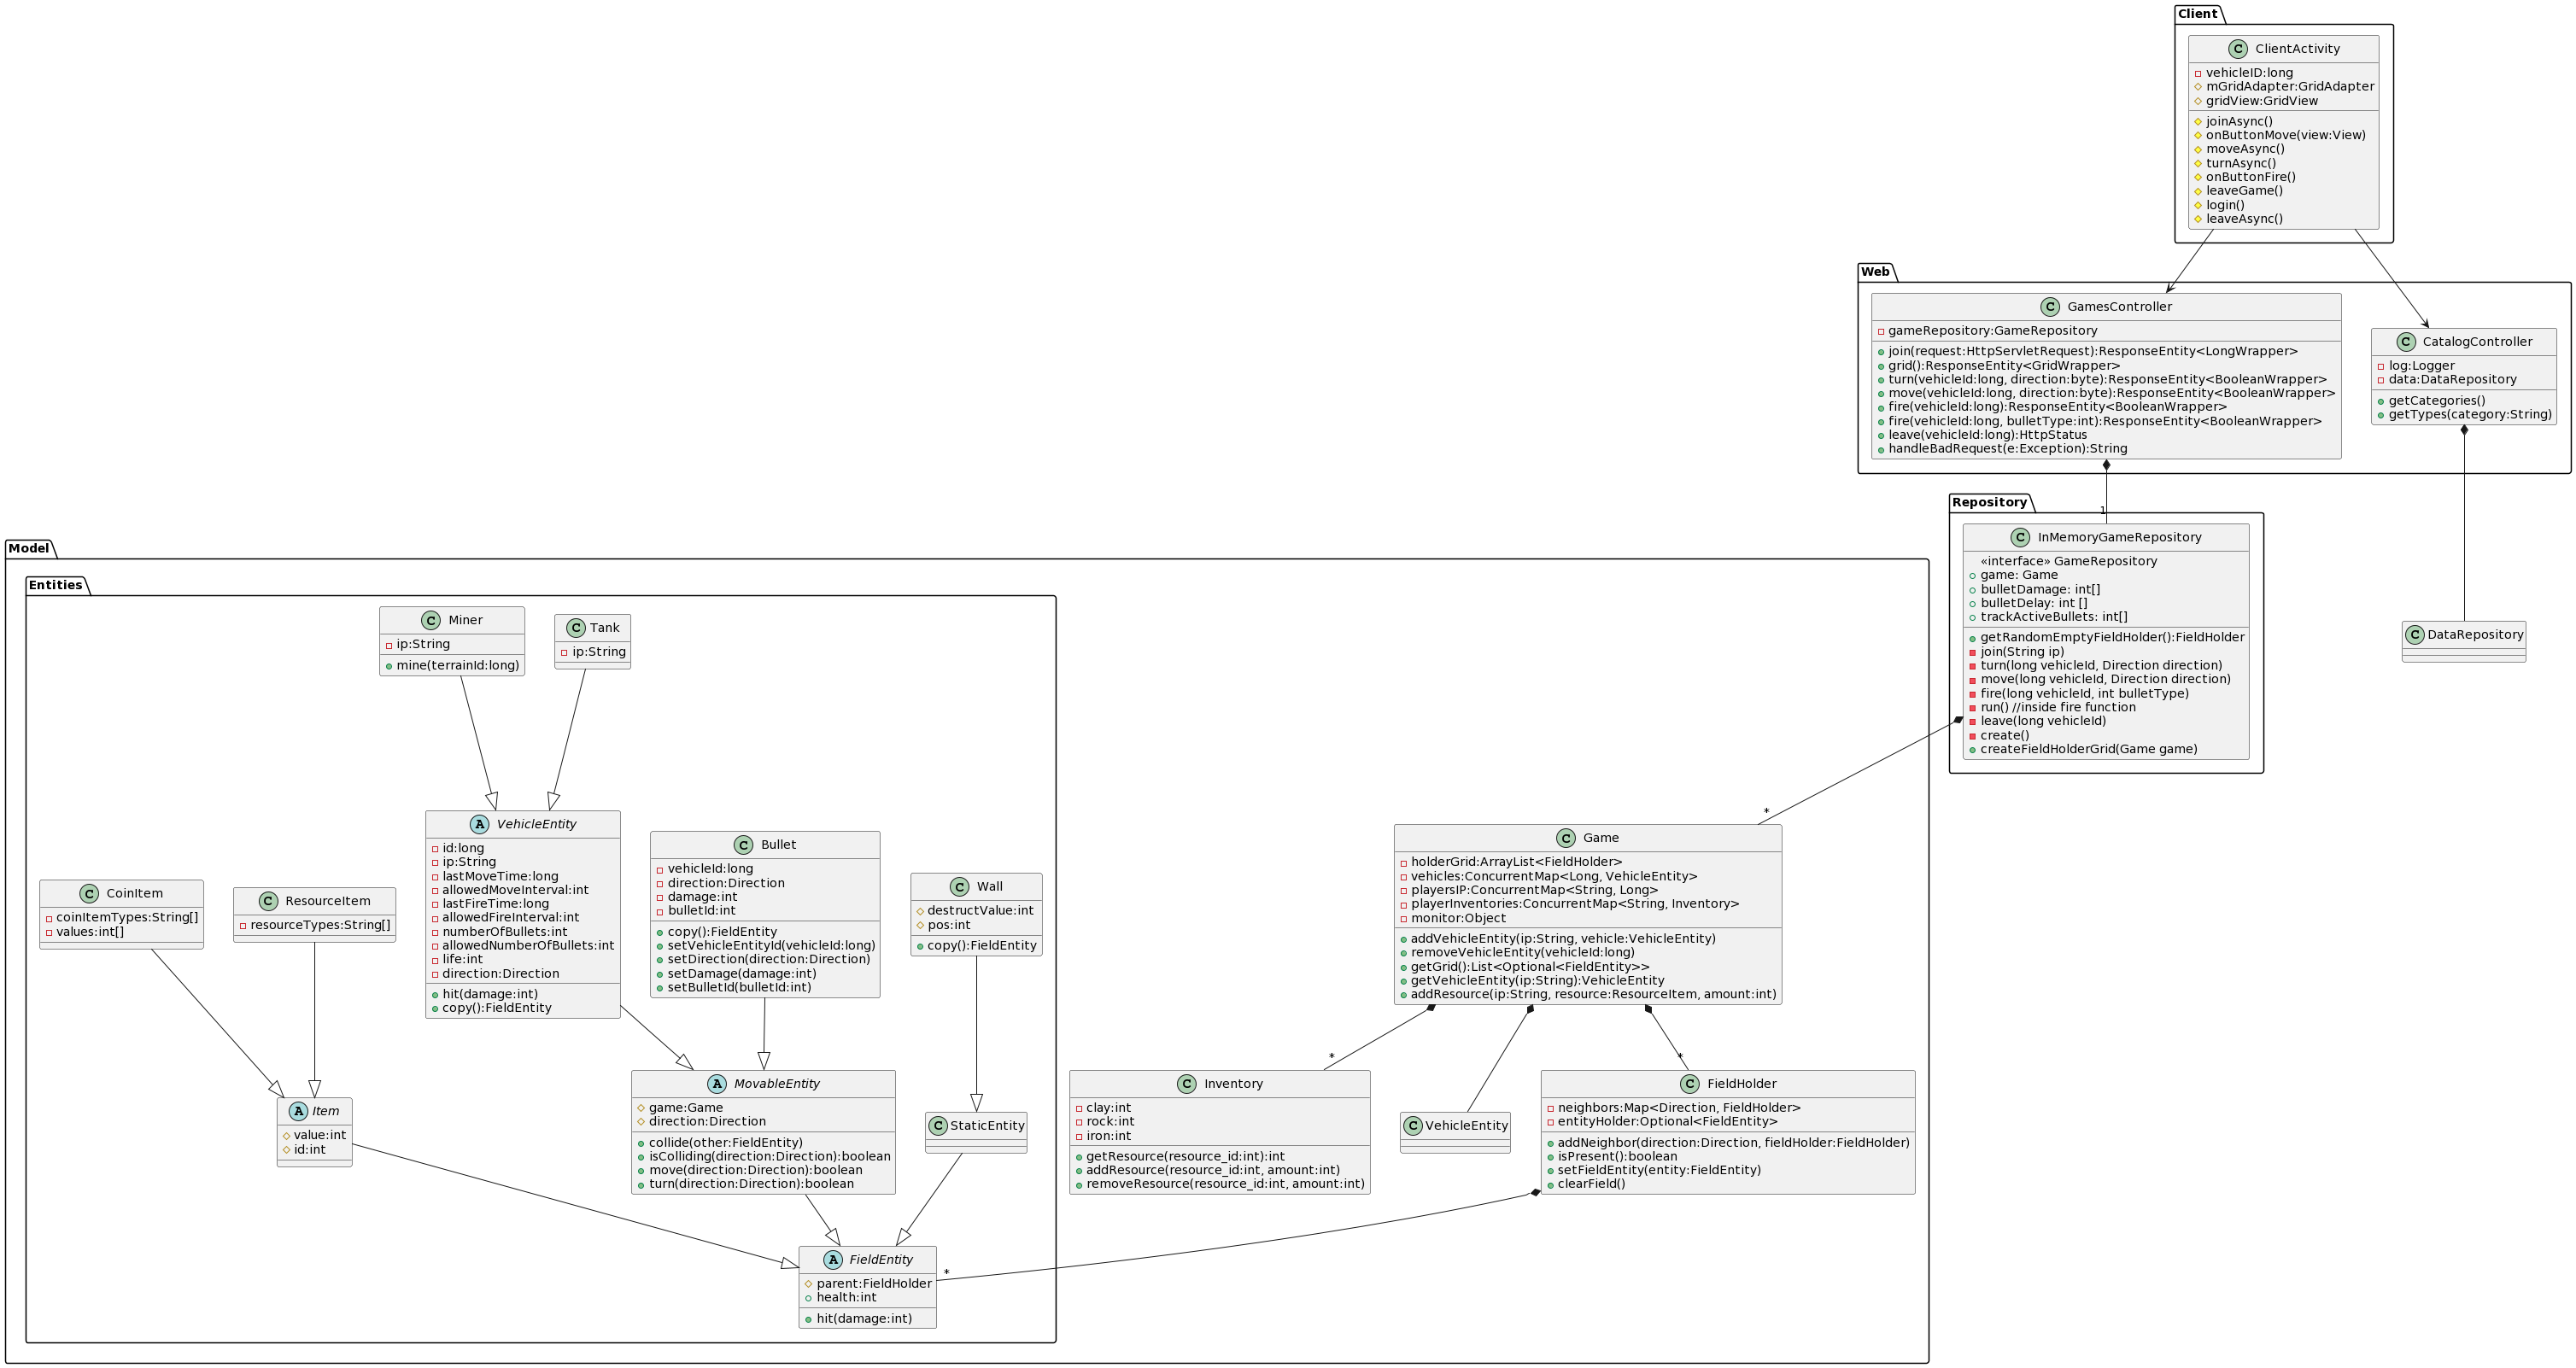 Client
C ClientActivity
vehicleID:long
mGridAdapter:GridAdapter
gridView:GridView
joinAsync()
onButtonMove(view:View)
moveAsync()
turnAsync()
onButtonFire()
leaveGame()
login()
leaveAsync()
Web
C GamesController
gameRepository:GameRepository
join(request:HttpServletRequest):ResponseEntity<LongWrapper>
grid():ResponseEntity<GridWrapper>
turn(vehicleId:long, direction:byte):ResponseEntity<BooleanWrapper>
move(vehicleId:long, direction:byte):ResponseEntity<BooleanWrapper>
fire(vehicleId:long):ResponseEntity<BooleanWrapper>
fire(vehicleId:long, bulletType:int):ResponseEntity<BooleanWrapper>
leave(vehicleId:long):HttpStatus
handleBadRequest(e:Exception):String
C CatalogController
log:Logger
data:DataRepository
getCategories()
getTypes(category:String)
1
Repository
C InMemoryGameRepository
«interface» GameRepository
game: Game
bulletDamage: int[]
bulletDelay: int []
trackActiveBullets: int[]
getRandomEmptyFieldHolder():FieldHolder
join(String ip)
turn(long vehicleId, Direction direction)
move(long vehicleId, Direction direction)
fire(long vehicleId, int bulletType)
run() //inside fire function
leave(long vehicleId)
create()
createFieldHolderGrid(Game game)
C DataRepository
Model
Entities
C Miner
ip:String
mine(terrainId:long)
C Tank
ip:String
A VehicleEntity
id:long
ip:String
lastMoveTime:long
allowedMoveInterval:int
lastFireTime:long
allowedFireInterval:int
numberOfBullets:int
allowedNumberOfBullets:int
life:int
direction:Direction
hit(damage:int)
copy():FieldEntity
C Bullet
vehicleId:long
direction:Direction
damage:int
bulletId:int
copy():FieldEntity
setVehicleEntityId(vehicleId:long)
setDirection(direction:Direction)
setDamage(damage:int)
setBulletId(bulletId:int)
C Wall
destructValue:int
pos:int
copy():FieldEntity
C CoinItem
coinItemTypes:String[]
values:int[]
C ResourceItem
resourceTypes:String[]
*
C Game
holderGrid:ArrayList<FieldHolder>
vehicles:ConcurrentMap<Long, VehicleEntity>
playersIP:ConcurrentMap<String, Long>
playerInventories:ConcurrentMap<String, Inventory>
monitor:Object
addVehicleEntity(ip:String, vehicle:VehicleEntity)
removeVehicleEntity(vehicleId:long)
getGrid():List<Optional<FieldEntity>>
getVehicleEntity(ip:String):VehicleEntity
addResource(ip:String, resource:ResourceItem, amount:int)
*
*
A Item
value:int
id:int
A MovableEntity
game:Game
direction:Direction
collide(other:FieldEntity)
isColliding(direction:Direction):boolean
move(direction:Direction):boolean
turn(direction:Direction):boolean
C StaticEntity
C Inventory
clay:int
rock:int
iron:int
getResource(resource_id:int):int
addResource(resource_id:int, amount:int)
removeResource(resource_id:int, amount:int)
C VehicleEntity
C FieldHolder
neighbors:Map<Direction, FieldHolder>
entityHolder:Optional<FieldEntity>
addNeighbor(direction:Direction, fieldHolder:FieldHolder)
isPresent():boolean
setFieldEntity(entity:FieldEntity)
clearField()
*
A FieldEntity
parent:FieldHolder
health:int
hit(damage:int)